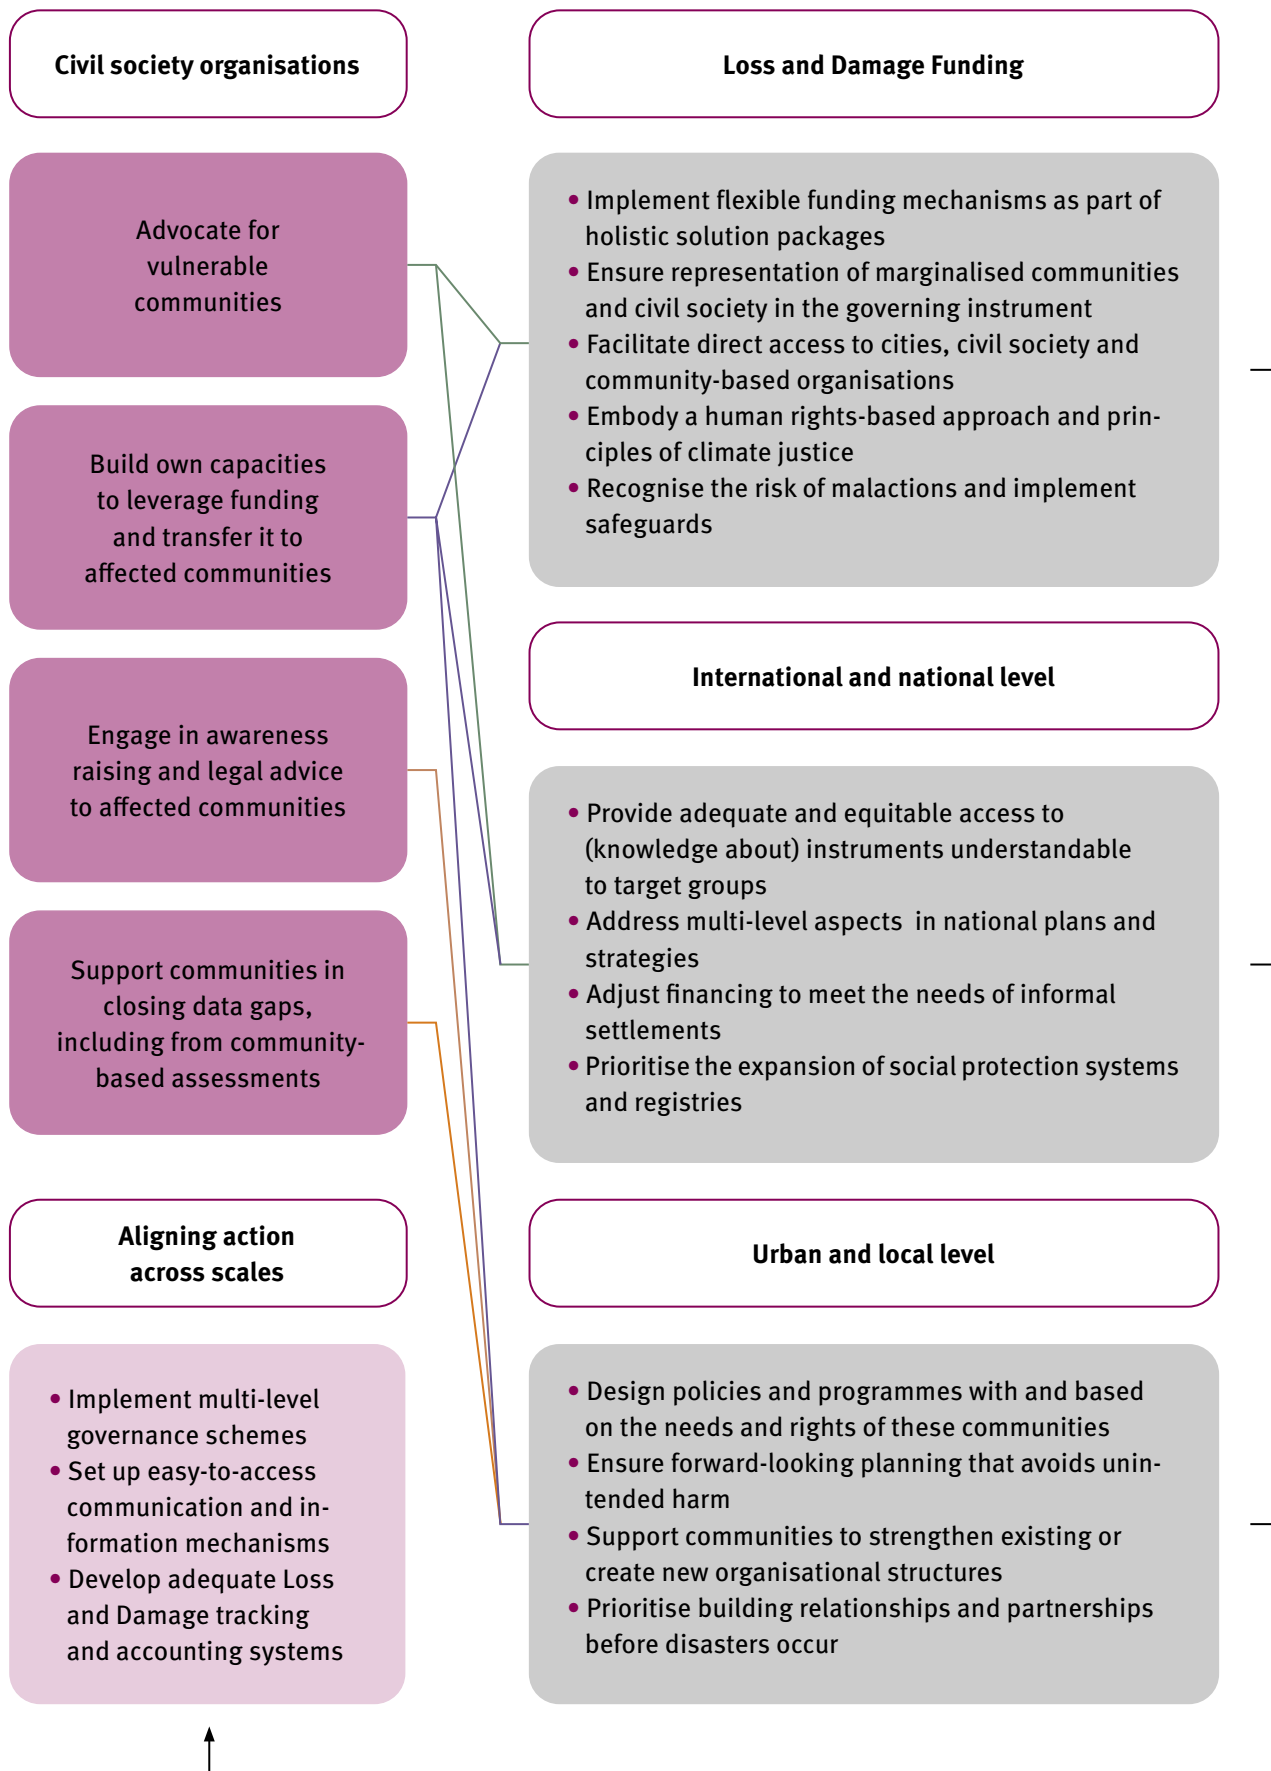 Civil society organisations
Advocate for
vulnerable
communities
Build own capacities
to leverage funding
and transfer it to
affected communities
Engage in awareness
raising and legal advice
to affected communities
Support communities in
closing data gaps,
including from community-
based assessments
Aligning action
across scales
• Implement multi-level
governance schemes
• Set up easy-to-access
communication and in-
formation mechanisms
• Develop adequate Loss
and Damage tracking
and accounting systems
Loss and Damage Funding
• Implement flexible funding mechanisms as part of
holistic solution packages
• Ensure representation of marginalised communities
and civil society in the governing instrument
• Facilitate direct access to cities, civil society and
community-based organisations
• Embody a human rights-based approach and prin-
ciples of climate justice
• Recognise the risk of malactions and implement
safeguards
International and national level
• Provide adequate and equitable access to
(knowledge about) instruments understandable
to target groups
• Address multi-level aspects in national plans and
strategies
• Adjust financing to meet the needs of informal
settlements
• Prioritise the expansion of social protection systems
and registries
Urban and local level
• Design policies and programmes with and based
on the needs and rights of these communities
• Ensure forward-looking planning that avoids unin-
tended harm
• Support communities to strengthen existing or
create new organisational structures
• Prioritise building relationships and partnerships
before disasters occur